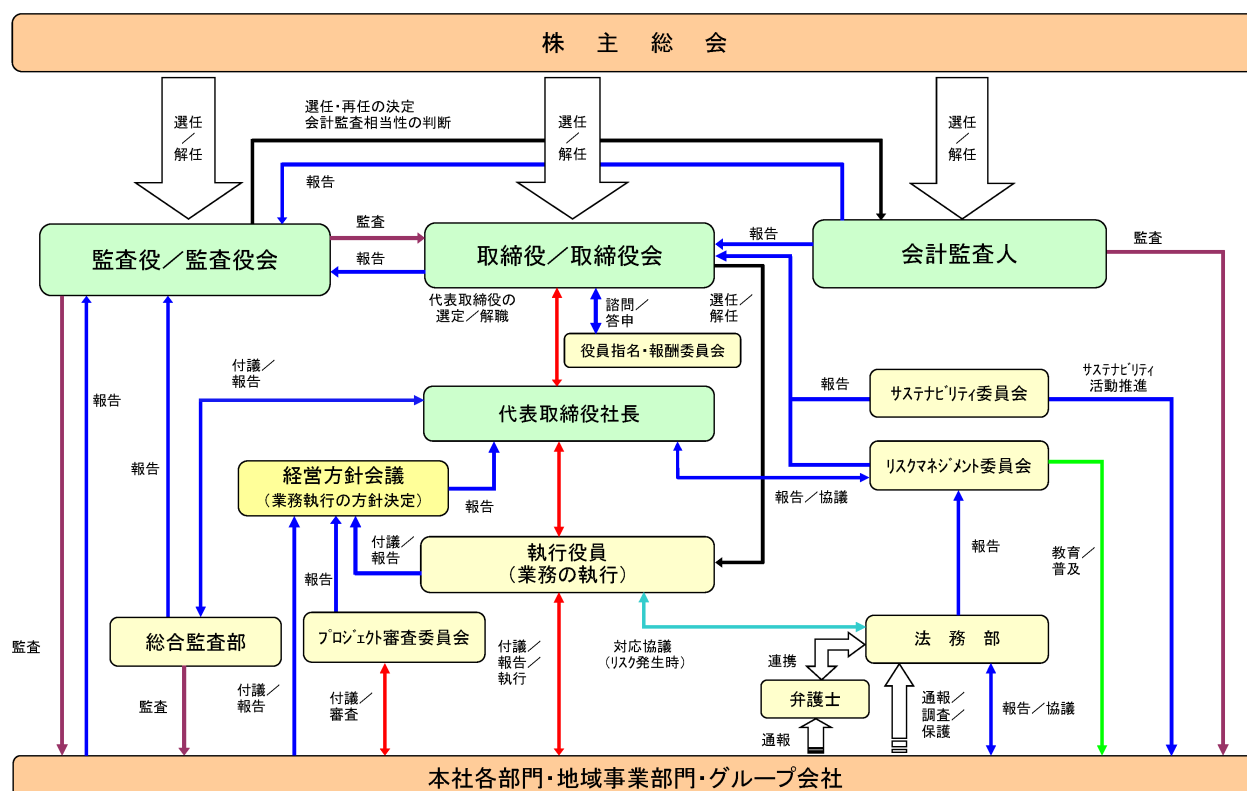 株 主 総 会
選任
／
解任
選任・再任の決定
会計監査相当性の判断
選任
／
解任
選任
／
解任
報告
監査役／監査役会
監査
報告
取締役／取締役会
報告
会計監査人
監査
代表取締役の
選定／解職
諮問／
答申
選任／
解任
役員指名・報酬委員会
付議／
報告
報告
代表取締役社長
報告
サステナビリティ委員会
サステナビリティ
活動推進
報告
経営方針会議
（業務執行の方針決定）
報告
報告／協議
リスクマネジメント委員会
付議／
報告
執行役員
（業務の執行）
報告
教育／
普及
報告
総合監査部
プロジェクト審査委員会
付議／
報告／
執行
対応協議
（リスク発生時）
法 務 部
連携
監査
監査
付議／
報告
付議／
審査
弁護士
通報
通報／
調査／
保護
報告／協議
本社各部門・地域事業部門・グループ会社